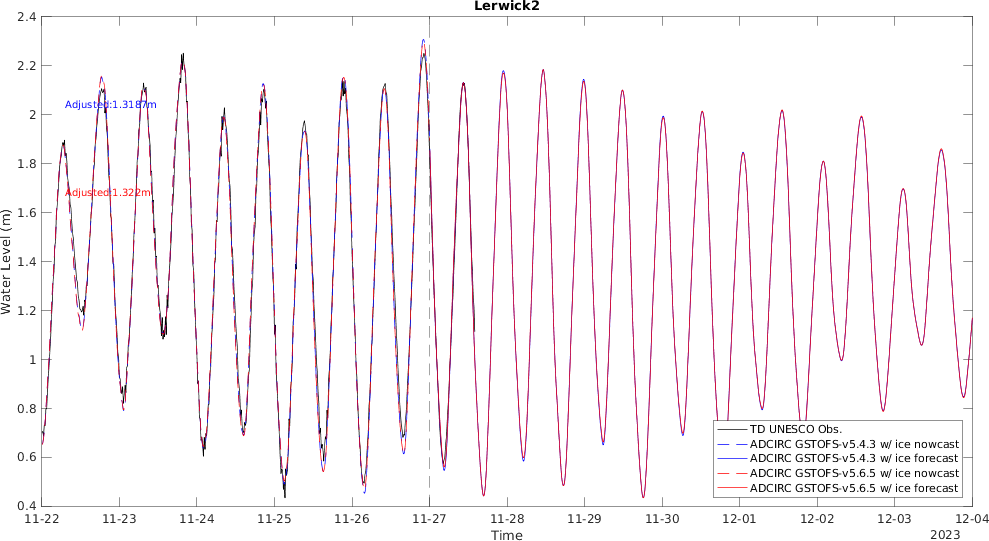 Lerwick2
2.4
2.2
2
1.8
1.6
1.4
1.2
1
0.8
0.6
0.4
Water Level (m)
Adjusted:1.3187m
Adjusted:1.322m
TD UNESCO Obs.
ADCIRC GSTOFS-v5.4.3 w/ ice nowcast
ADCIRC GSTOFS-v5.4.3 w/ ice forecast
ADCIRC GSTOFS-v5.6.5 w/ ice nowcast
ADCIRC GSTOFS-v5.6.5 w/ ice forecast
11-22 11-23 11-24 11-25 11-26 11-27 11-28 11-29 11-30 12-01 12-02 12-03 12-04
Time
2023